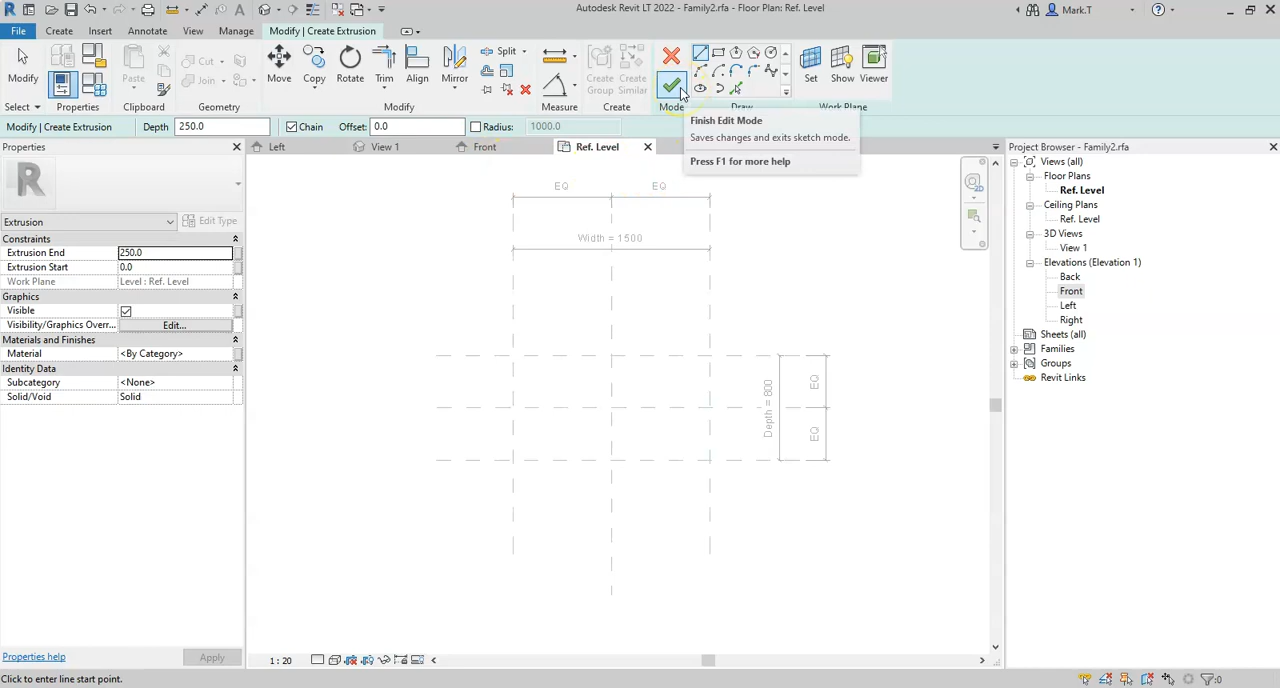 Autodesk Revit LT 2022 - Family2.rfa - Floor Plan: Ref. Level
Mark.T
File
Create
Insert
Annotate
View
Manage
Modify | Create Extrusion
Modify
Paste
Cut
Join
Move
Copy
Rotate
Trim
Align
Mirror
Split
Create Group
Create Similar
Set
Show
Viewer
Select
Properties
Clipboard
Geometry
Modify
Measure
Create
Mode
Draw
Work Plane
Modify | Create Extrusion
Depth
250.0
Chain
Offset: 0.0
Radius:
1000.0
Finish Edit Mode
Saves changes and exits sketch mode.
Press F1 for more help
Properties
Left
View 1
Front
Ref. Level
Project Browser - Family2.rfa
R
Extrusion
Edit Type
Constraints
Extrusion End
250.0
Extrusion Start
0.0
Work Plane
Level : Ref. Level
Graphics
Visible
Visibility/Graphics Overr...
Edit...
Materials and Finishes
Material
<By Category>
Identity Data
Subcategory
<None>
Solid/Void
Solid
EQ
EQ
Width = 1500
Depth = 800
EQ
EQ
2D
Views (all)
Floor Plans
Ref. Level
Ceiling Plans
Ref. Level
3D Views
View 1
Elevations (Elevation 1)
Back
Front
Left
Right
Sheets (all)
Families
Groups
Revit Links
Properties help
Apply
1 : 20
Click to enter line start point.
:0